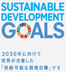 SUSTAINABLE
DEVELOPMENT
GOALS
2030年に向けて
世界が合意した
「持続可能な開発目標」です